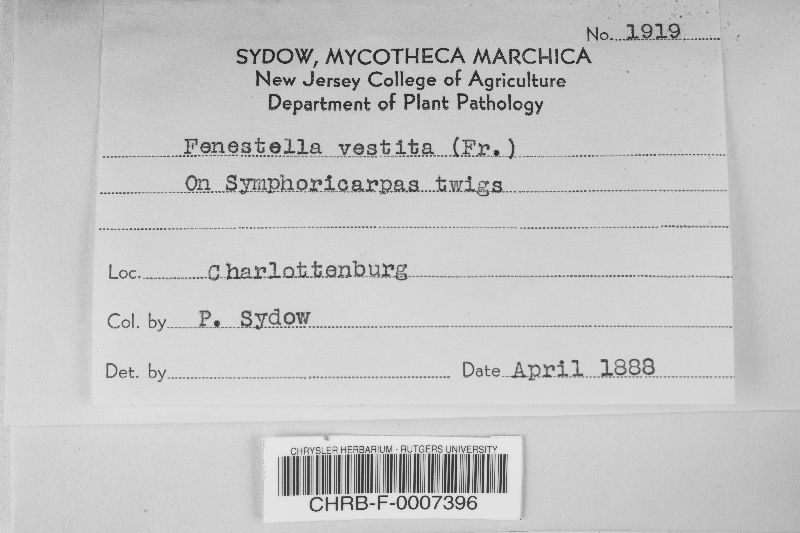 No. 1919
SYDOW, MYCOTHECA MARCHICA
New Jersey College of Agriculture
Department of Plant Pathology
Fenestella vestita (Fr.)
On Symphoricarpas twigs
Loc. Charlottenburg
Col. by P. Sydow
Det. by Date April 1888
CHRYSLER HERBARIUM - RUTGERS UNIVERSITY
CHRB-F-0007396